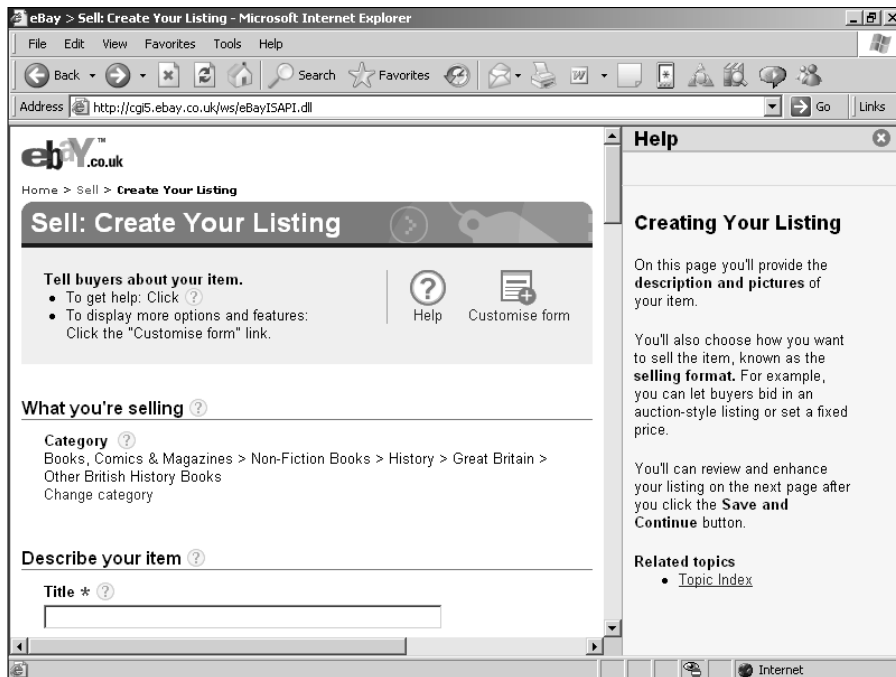 eBay > Sell: Create Your Listing - Microsoft Internet Explorer
File Edit View Favorites Tools Help
Back Search Favorites
Address http://cgi5.ebay.co.uk/ws/eBayISAPI.dll Go Links
ebaY™.co.uk
Home > Sell > Create Your Listing
Sell: Create Your Listing
Tell buyers about your item.
• To get help: Click ?
• To display more options and features:
Click the "Customise form" link.
? Help
Customise form
What you're selling ?
Category ?
Books, Comics & Magazines > Non-Fiction Books > History > Great Britain >
Other British History Books
Change category
Describe your item ?
Title * ?
Help
Creating Your Listing
On this page you'll provide the
description and pictures of
your item.
You'll also choose how you want
to sell the item, known as the
selling format. For example,
you can let buyers bid in an
auction-style listing or set a fixed
price.
You'll can review and enhance
your listing on the next page after
you click the Save and
Continue button.
Related topics
• Topic Index
Internet